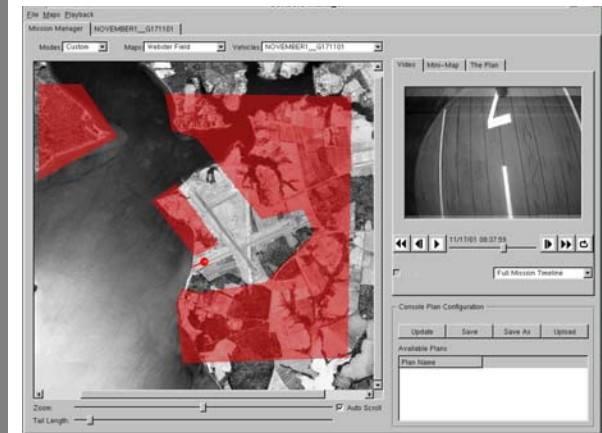 File Maps Playback
Mission Manager NOVEMBER1__G171101
Modes Custom Maps Webster Field Vehicles NOVEMBER1__G171101
Video Mini-Map The Plan
11/17/01 08:37:59
Full Mission Timeline
Console Plan Configuration
Update Save Save As Upload
Available Plans
Plan Name
Zoom: Auto Scroll
Tail Length: